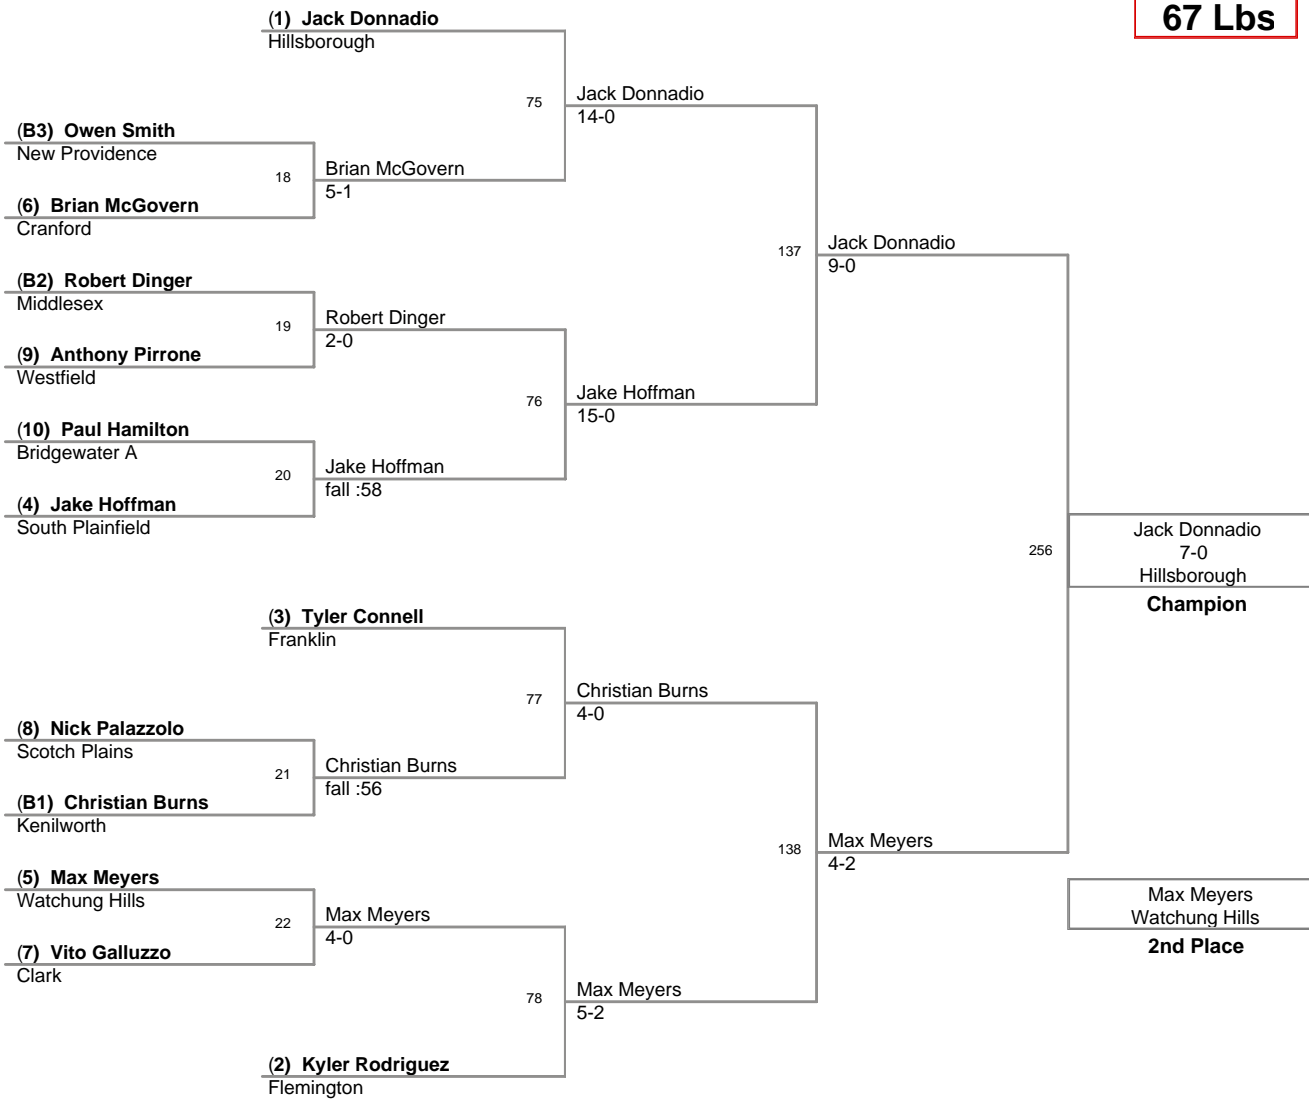 67 Lbs
(1) Jack Donnadio
Hillsborough
75
Jack Donnadio
14-0
(B3) Owen Smith
New Providence
18
Brian McGovern
5-1
(6) Brian McGovern
Cranford
137
Jack Donnadio
9-0
(B2) Robert Dinger
Middlesex
19
Robert Dinger
2-0
(9) Anthony Pirrone
Westfield
76
Jake Hoffman
15-0
(10) Paul Hamilton
Bridgewater A
20
Jake Hoffman
fall :58
(4) Jake Hoffman
South Plainfield
256
Jack Donnadio
7-0
Hillsborough
Champion
(3) Tyler Connell
Franklin
77
Christian Burns
4-0
(8) Nick Palazzolo
Scotch Plains
21
Christian Burns
fall :56
(B1) Christian Burns
Kenilworth
138
Max Meyers
4-2
(5) Max Meyers
Watchung Hills
22
Max Meyers
4-0
(7) Vito Galluzzo
Clark
Max Meyers
Watchung Hills
2nd Place
78
Max Meyers
5-2
(2) Kyler Rodriguez
Flemington